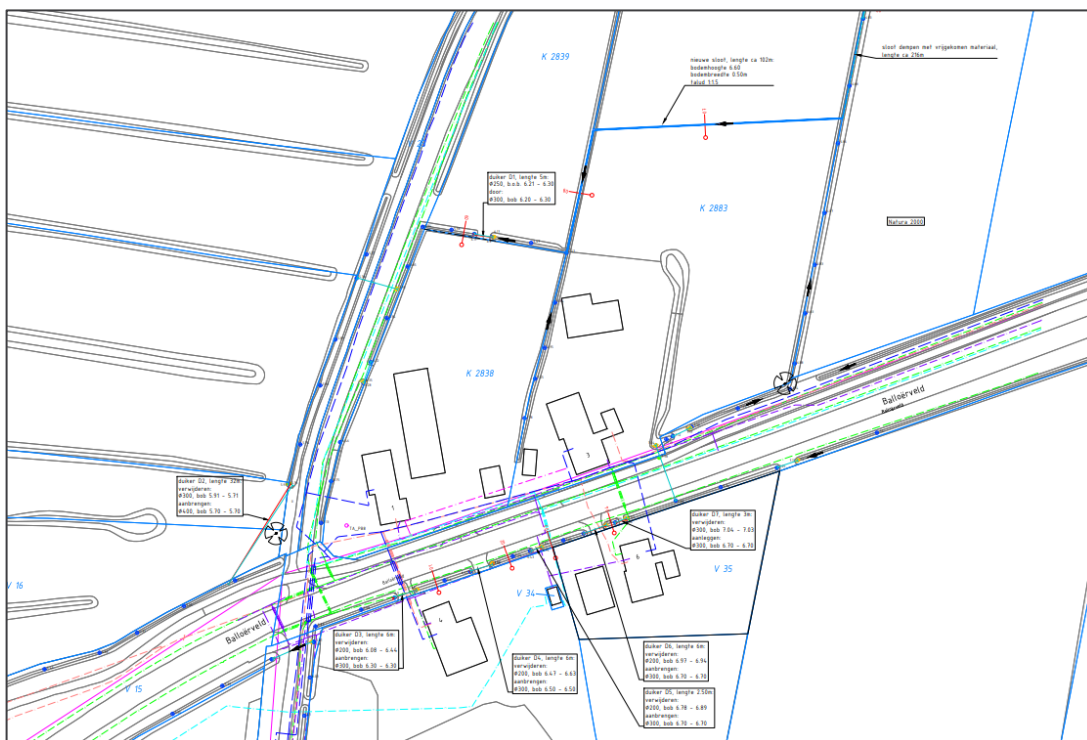 K 2839
nieuwe sloot, lengte ca 102m
bodemhoogte 6.60
bodembreedte 0.50m
talud 1:1.5
sloot dempen met vrijgekomen materiaal,
lengte ca 216m
duiker D1, lengte 5m:
Ø250, b.o.b. 6.21 - 6.30
door:
Ø300, bob 6.20 - 6.30
K 2883
Natura 2000
K 2838
Balloërveld
duiker D2, lengte 32m:
verwijderen:
Ø300, bob 5.91 - 5.71
aanbrengen:
Ø400, bob 5.70 - 5.70
1
3
duiker D7, lengte 3m:
verwijderen:
Ø300, bob 7.04 - 7.03
aanleggen:
Ø300, bob 6.70 - 6.70
6
V 16
V 34
V 35
4
Balloërveld
duiker D3, lengte 6m:
verwijderen:
Ø200, bob 6.08 - 6.44
aanbrengen:
Ø300, bob 6.30 - 6.30
duiker D4, lengte 6m:
verwijderen:
Ø200, bob 6.47 - 6.63
aanbrengen:
Ø300, bob 6.50 - 6.50
duiker D6, lengte 6m:
verwijderen:
Ø200, bob 6.97 - 6.94
aanbrengen:
Ø300, bob 6.70 - 6.70
V 15
duiker D5, lengte 2.50m:
verwijderen:
Ø200, bob 6.78 - 6.89
aanbrengen:
Ø300, bob 6.70 - 6.70